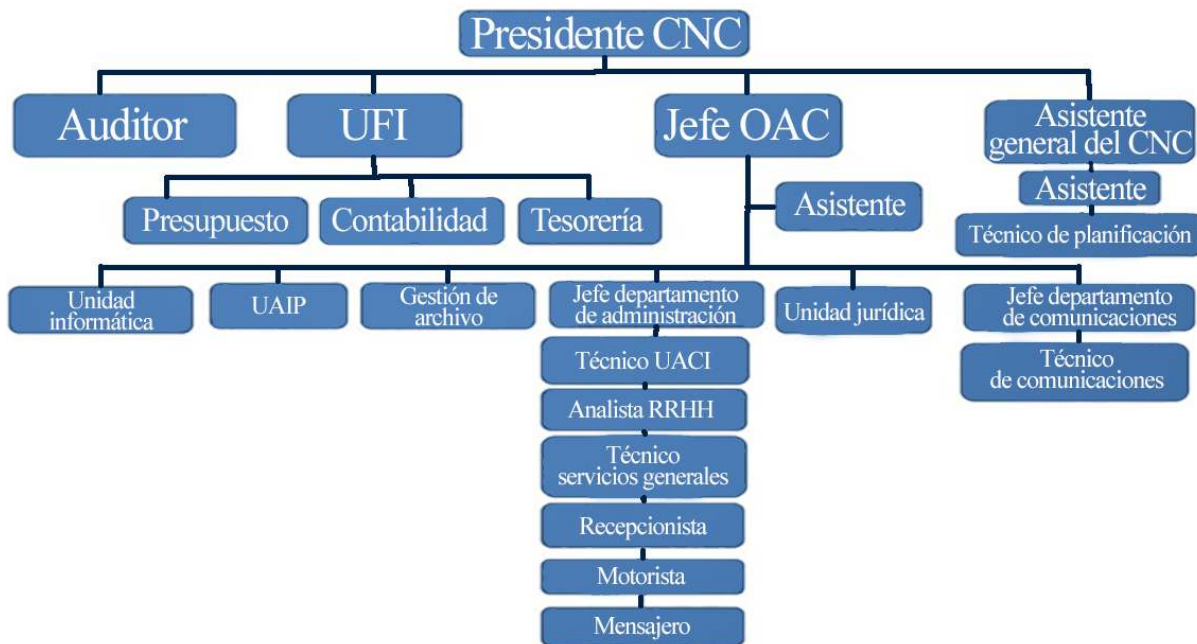 Presidente CNC
Auditor
UFI
Jefe OAC
Asistente
general del CNC
Presupuesto
Contabilidad
Tesorería
Asistente
Asistente
Técnico de planificación
Unidad
informática
UAIP
Gestión de
archivo
Jefe departamento
de administración
Unidad jurídica
Jefe departamento
de comunicaciones
Técnico UACI
Analista RRHH
Técnico
servicios generales
Recepcionista
Motorista
Mensajero
Técnico
de comunicaciones